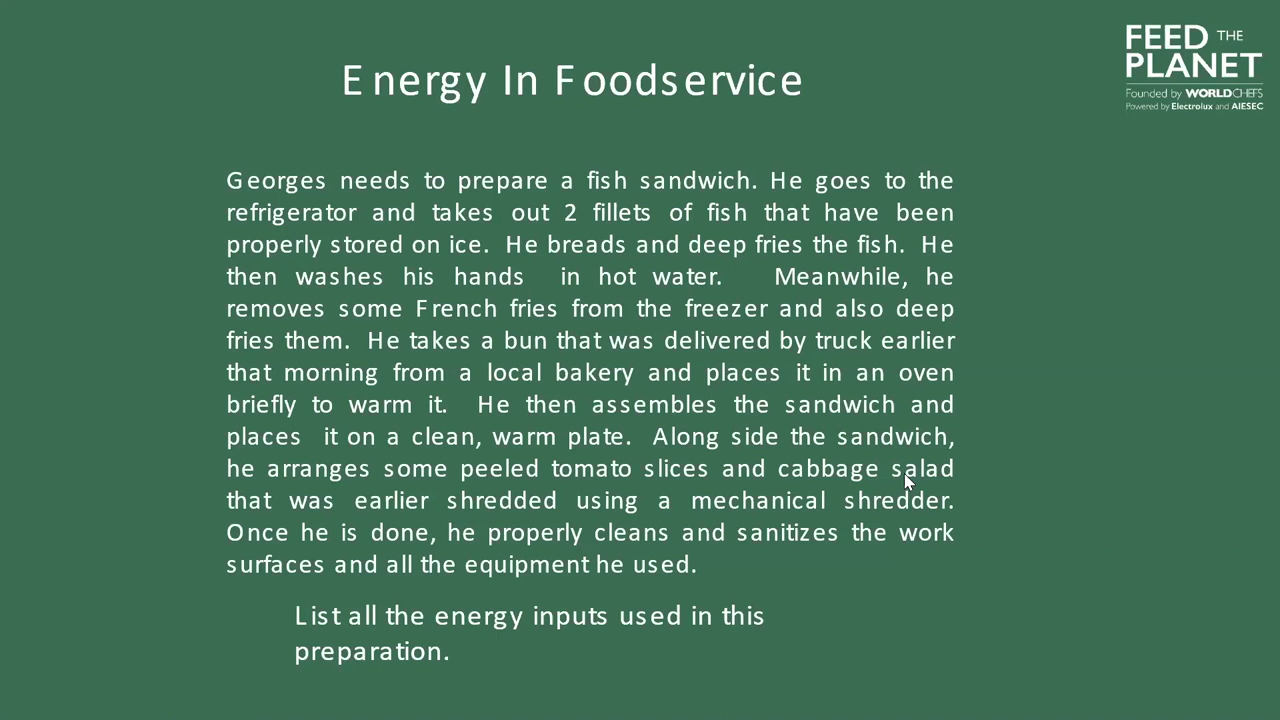 FEED THE
PLANET
Founded by WORLDCHEFS
Powered by Electrolux and AIESEC
Energy In Foodservice
Georges needs to prepare a fish sandwich. He goes to the
refrigerator and takes out 2 fillets of fish that have been
properly stored on ice. He breads and deep fries the fish. He
then washes his hands in hot water. Meanwhile, he
removes some French fries from the freezer and also deep
fries them. He takes a bun that was delivered by truck earlier
that morning from a local bakery and places it in an oven
briefly to warm it. He then assembles the sandwich and
places it on a clean, warm plate. Along side the sandwich,
he arranges some peeled tomato slices and cabbage salad
that was earlier shredded using a mechanical shredder.
Once he is done, he properly cleans and sanitizes the work
surfaces and all the equipment he used.
List all the energy inputs used in this
preparation.